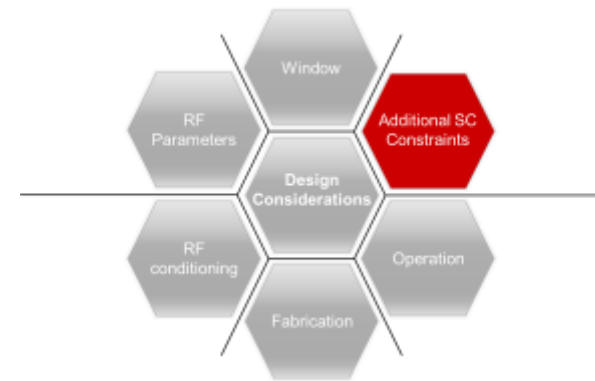 Window
RF
Parameters
Additional SC
Constraints
Design
Considerations
RF
conditioning
Operation
Fabrication